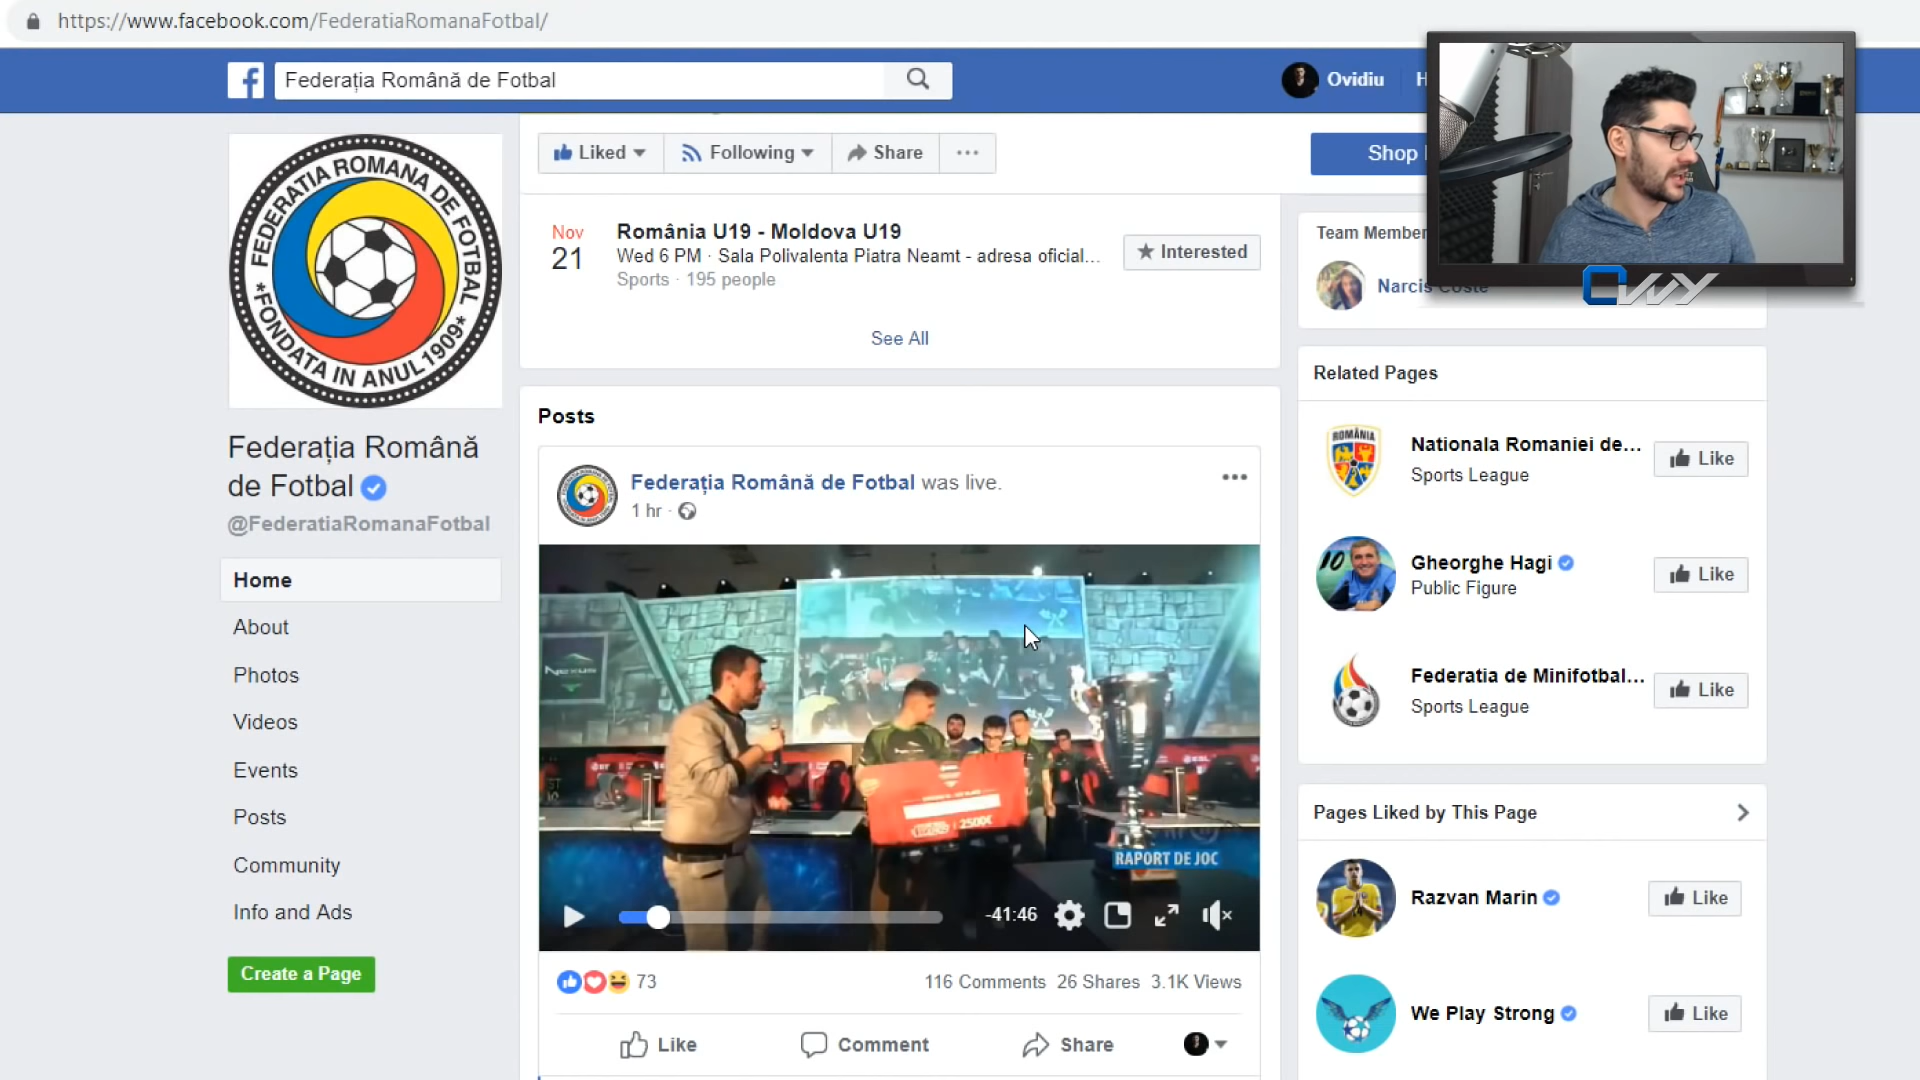 https://www.facebook.com/FederatiaRomanaFotbal/
Federația Română de Fotbal
Ovidiu
H
FEDERATIA ROMANA DE FOTBAL
*FONDATA IN ANUL 1909*
Liked
Following
Share
Shop
Nov
21
România U19 - Moldova U19
Wed 6 PM · Sala Polivalenta Piatra Neamt - adresa oficial...
Sports · 195 people
Interested
See All
Team Member
Narcis Coste
Federația Română
de Fotbal
@FederatiaRomanaFotbal
Home
About
Photos
Videos
Events
Posts
Community
Info and Ads
Create a Page
Posts
Federația Română de Fotbal was live.
1 hr ·
NEXUS
2500€
RAPORT DE JOC
-41:46
73
116 Comments 26 Shares 3.1K Views
Like
Comment
Share
Related Pages
ROMÂNIA
Nationala Romaniei de...
Sports League
Like
10
Gheorghe Hagi
Public Figure
Like
Federatia de Minifotbal...
Sports League
Like
Pages Liked by This Page
Razvan Marin
Like
We Play Strong
Like